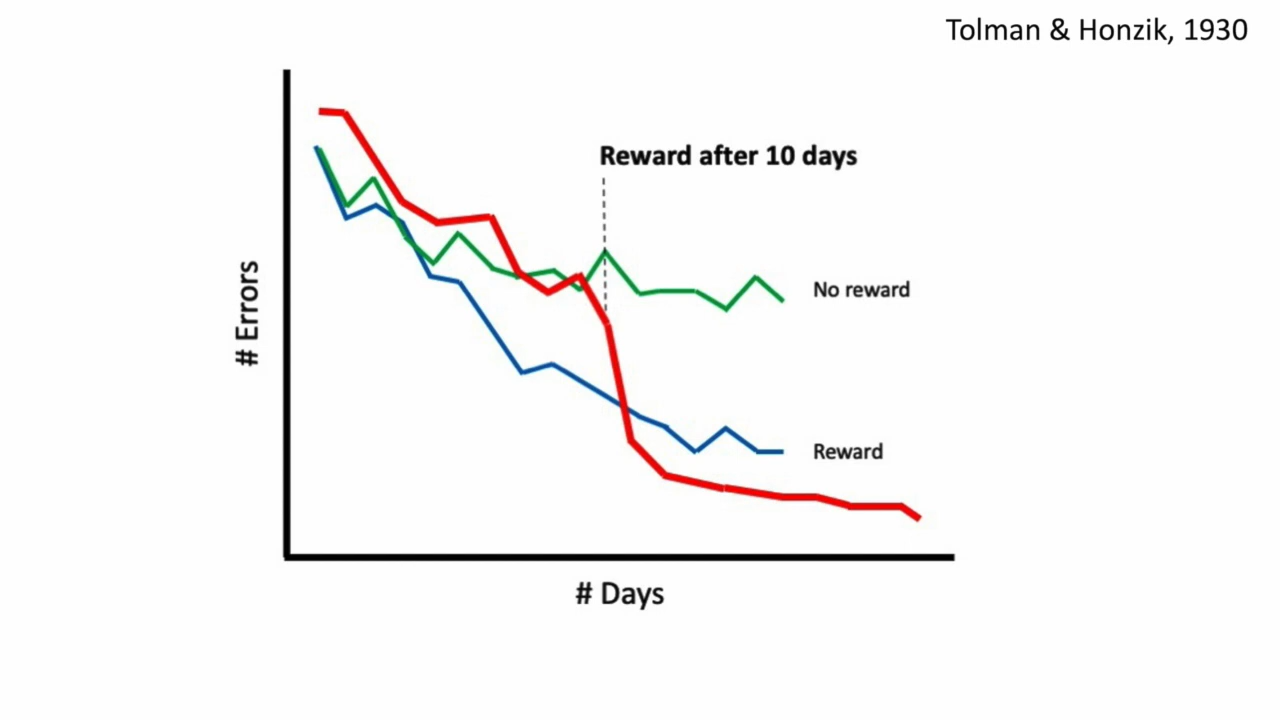 Tolman & Honzik, 1930
Reward after 10 days
# Errors
No reward
Reward
# Days